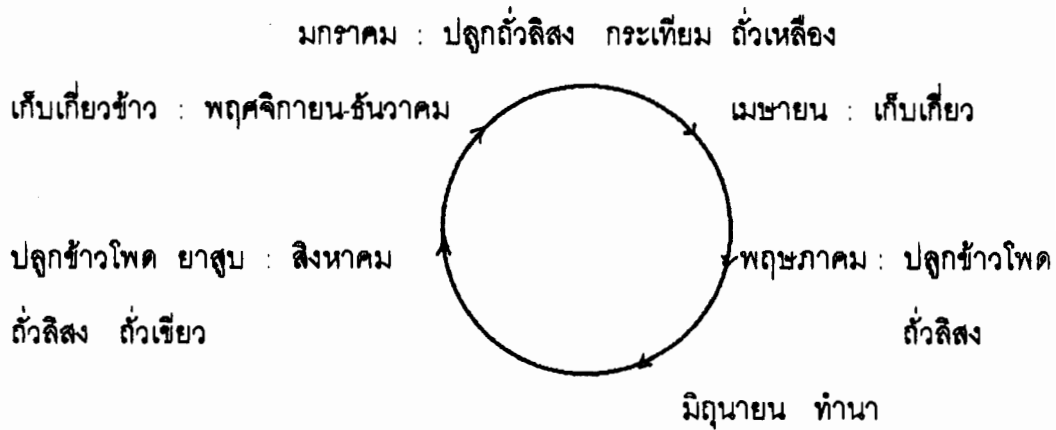 มกราคม : ปลูกถั่วลิสง กระเทียม ถั่วเหลือง
เก็บเกี่ยวข้าว : พฤศจิกายน-ธันวาคม
เมษายน : เก็บเกี่ยว
ปลูกข้าวโพด ยาสูบ : สิงหาคม
พฤษภาคม : ปลูกข้าวโพด
ถั่วลิสง ถั่วเขียว
ถั่วลิสง
มิถุนายน ทำนา